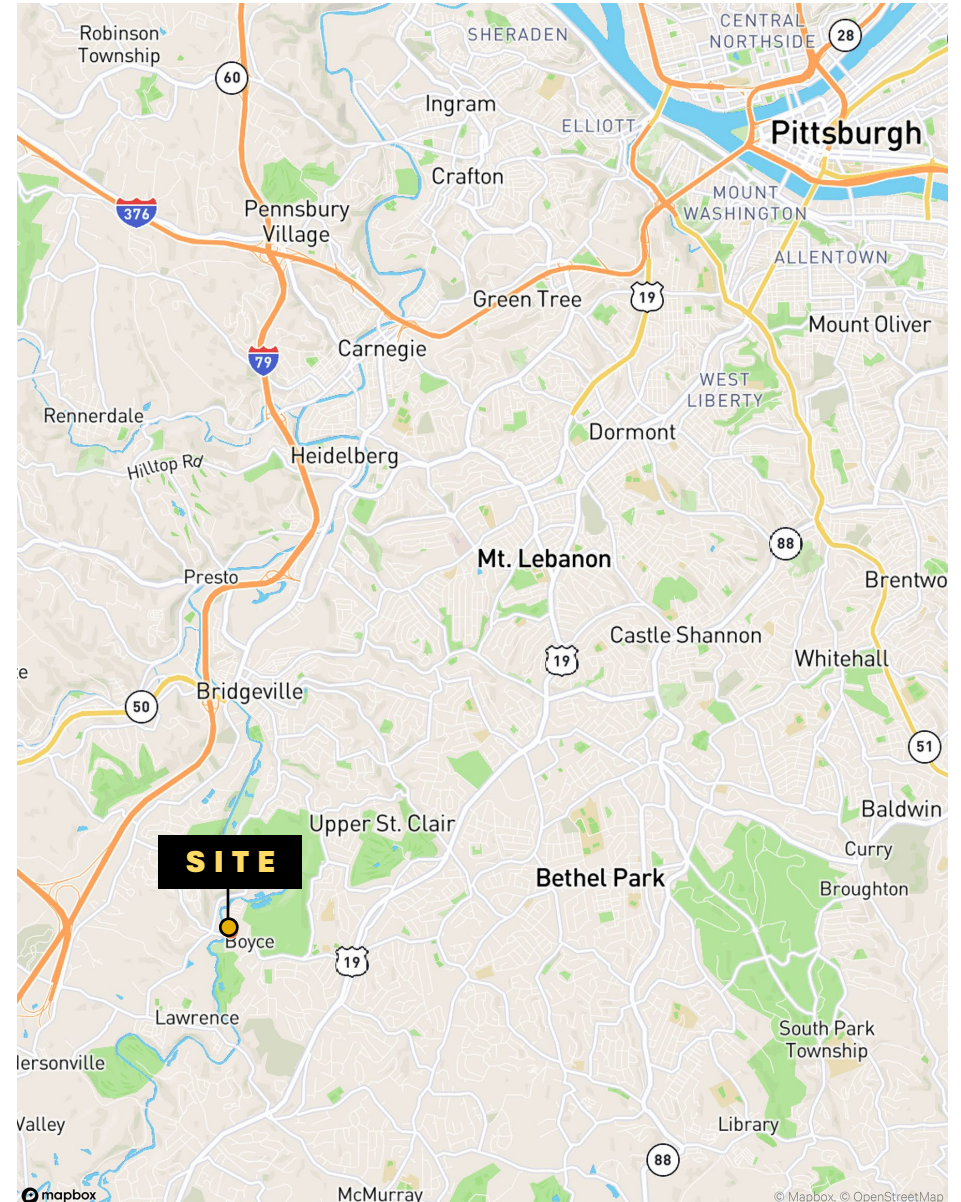 Robinson
Township
SHERADEN
CENTRAL
NORTHSIDE
28
60
Ingram
ELLIOTT
Pittsburgh
Crafton
MOUNT
WASHINGTON
376
Pennsbury
Village
ALLENTOWN
Green Tree
19
Mount Oliver
Carnegie
79
WEST
LIBERTY
Rennerdale
Dormont
Hilltop Rd
Heidelberg
88
Mt. Lebanon
Presto
Brentwo
Castle Shannon
19
Whitehall
e
Bridgeville
50
51
Baldwin
Upper St. Clair
Curry
SITE
Bethel Park
Broughton
Boyce
19
Lawrence
South Park
Township
lersonville
Valley
Library
88
McMurray
mapbox
© Mapbox, © OpenStreetMap